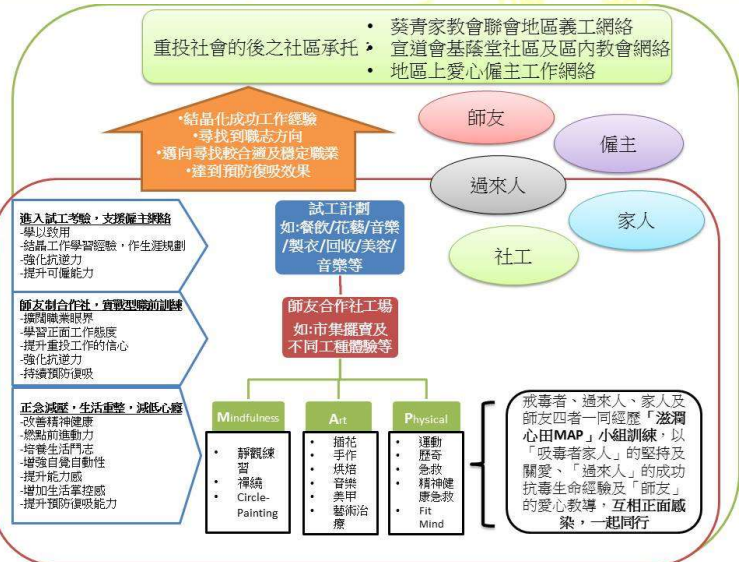 重投社會的後之社區承托：
• 葵青家教會聯會地區義工網絡
• 宣道會基蔭堂社區及區內教會網絡
• 地區上愛心僱主工作網絡
•結晶化成功工作經驗
•尋找到職志方向
•邁向尋找較合適及穩定職業
•達到預防復吸效果
師友
僱主
過來人
家人
社工
進入試工考驗，支援僱主網絡
-學以致用
-結晶工作學習經驗，作生涯規劃
-強化抗逆力
-提升可僱能力
試工計劃
如:餐飲/花藝/音樂
/製衣/回收/美容/
音樂等
師友制合作社，實戰型職前訓練
-擴闊職業眼界
-學習正面工作態度
-提升重投工作的信心
-強化抗逆力
-持續預防復吸
師友合作社工場
如:市集擺賣及
不同工種體驗等
正念減壓，生活重整，減低心癮
-改善精神健康
-燃點前進動力
-培養生活鬥志
-增強自覺自動性
-提升能力感
-增加生活掌控感
-提升預防復吸能力
Mindfulness
• 靜觀練
習
• 禪繞
• Circle-
Painting
Art
• 插花
• 手作
• 烘焙
• 音樂
• 美甲
• 藝術治
療
Physical
• 運動
• 歷奇
• 急救
• 精神健
康急救
• Fit
Mind
戒毒者、過來人、家人及
師友四者一同經歷「滋潤
心田MAP」小組訓練，以
「吸毒者家人」的堅持及
關愛、「過來人」的成功
抗毒生命經驗及「師友」
的愛心教導，互相正面感
染，一起同行